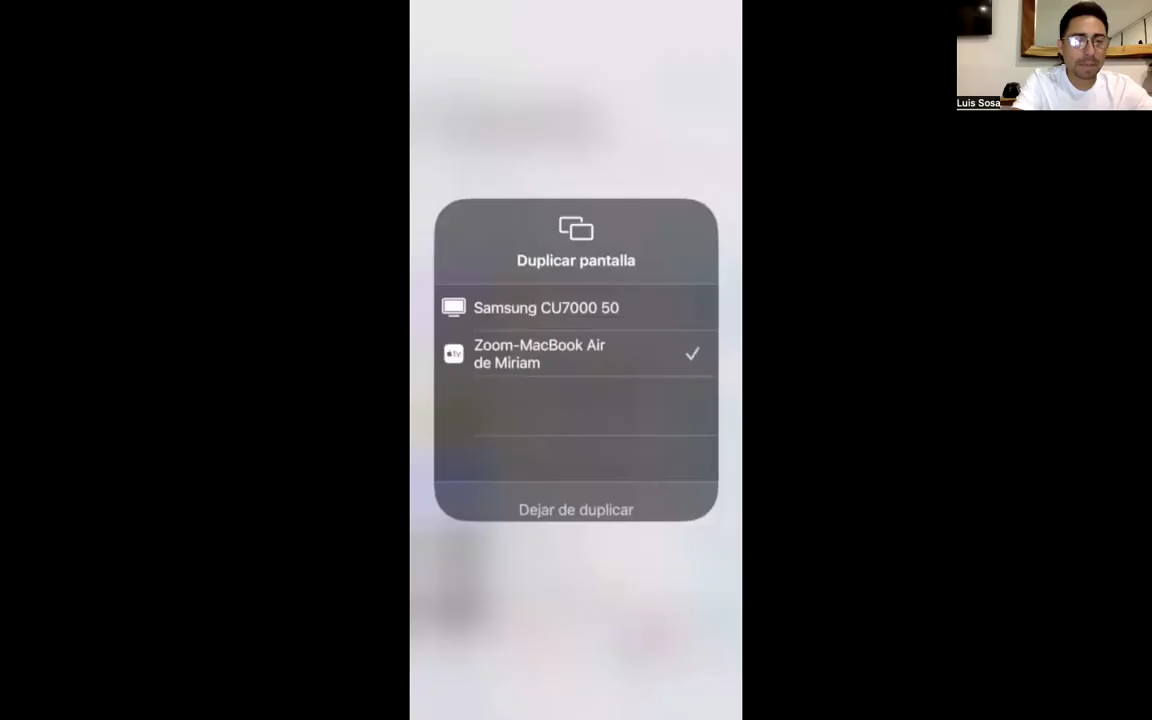 Duplicar pantalla
Samsung CU7000 50
Zoom-MacBook Air
de Miriam
Dejar de duplicar
Luis Sosa